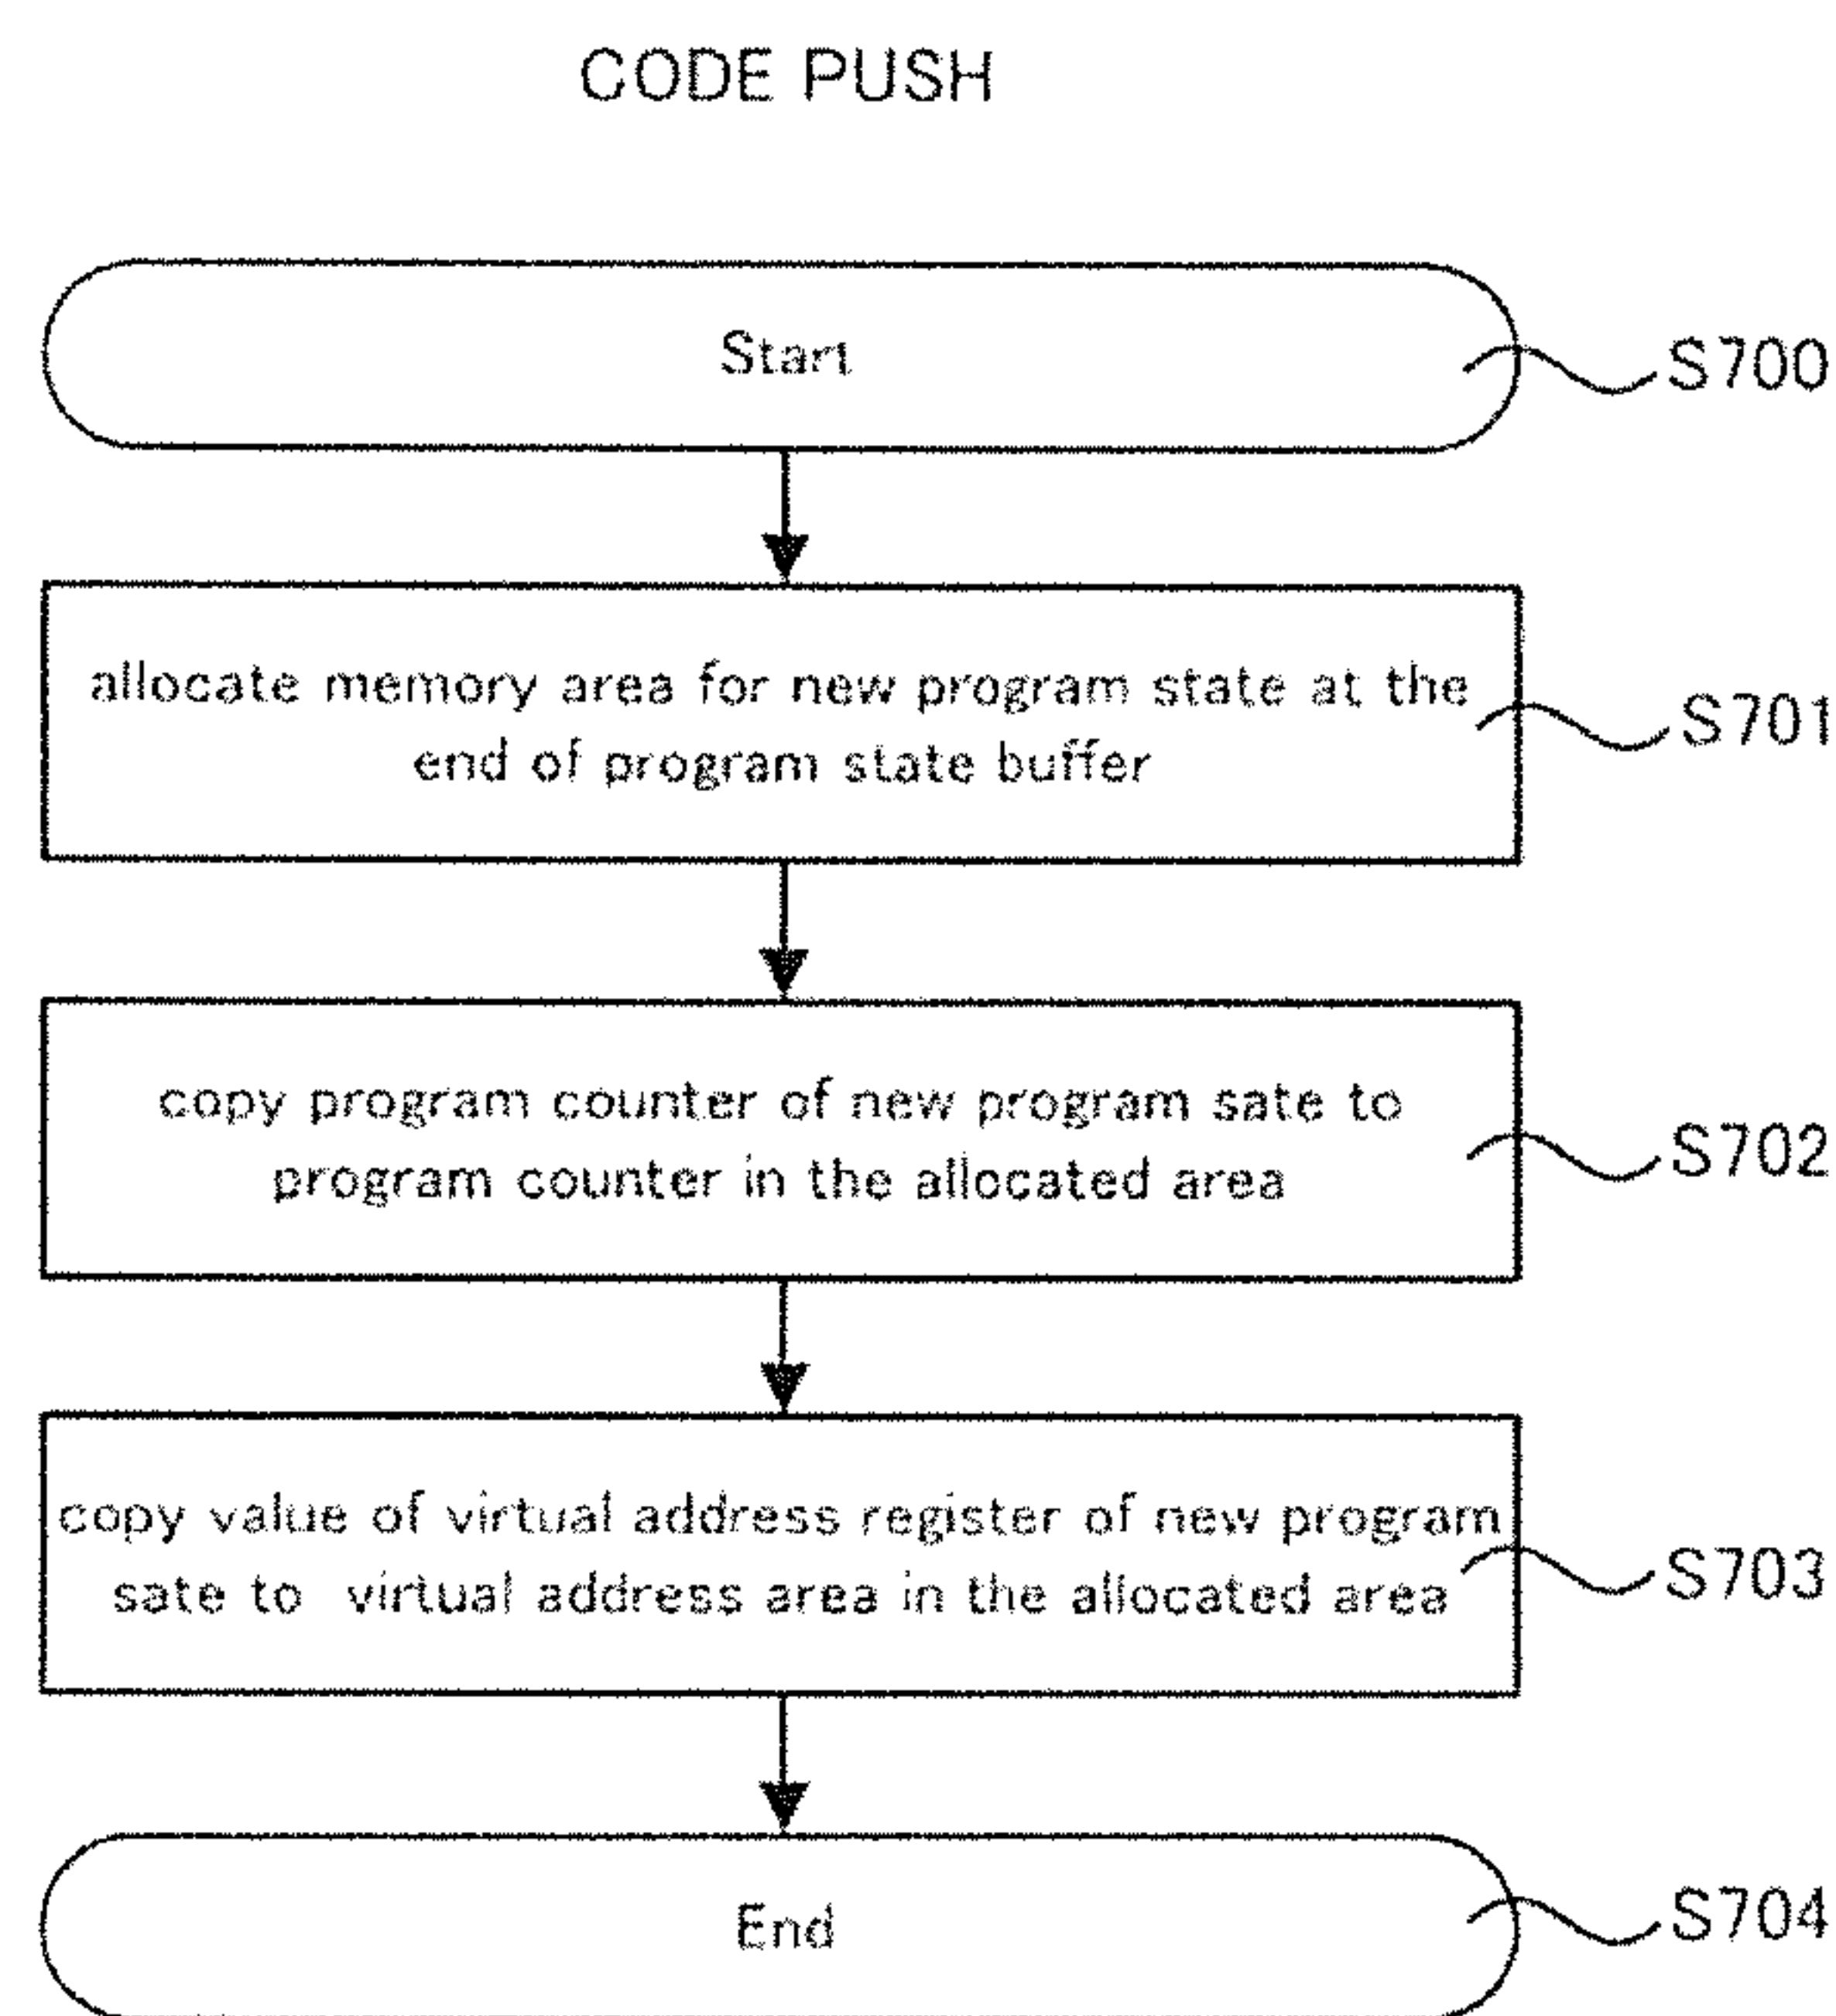 CODE PUSH
Start
S700
allocate memory area for new program state at the
end of program state buffer
S701
copy program counter of new program sate to
program counter in the allocated area
S702
copy value of virtual address register of new program
sate to virtual address area in the allocated area
S703
End
S704